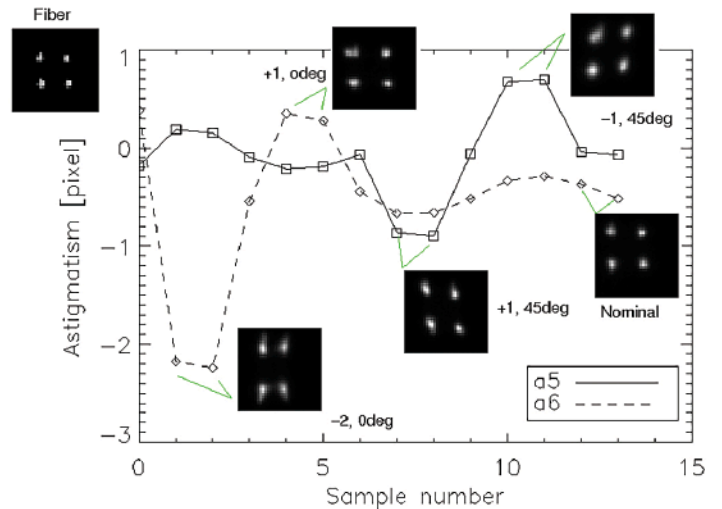 Fiber
+1, 0deg
−1, 45deg
+1, 45deg
Nominal
−2, 0deg
1
0
−1
−2
−3
Astigmatism [pixel]
a5
a6
0
5
10
15
Sample number